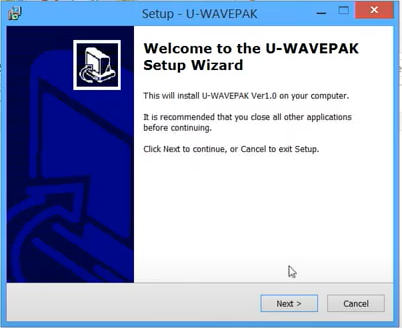 Setup - U-WAVEPAK
Welcome to the U-WAVEPAK
Setup Wizard
This will install U-WAVEPAK Ver1.0 on your computer.
It is recommended that you close all other applications
before continuing.
Click Next to continue, or Cancel to exit Setup.
Next >
Cancel